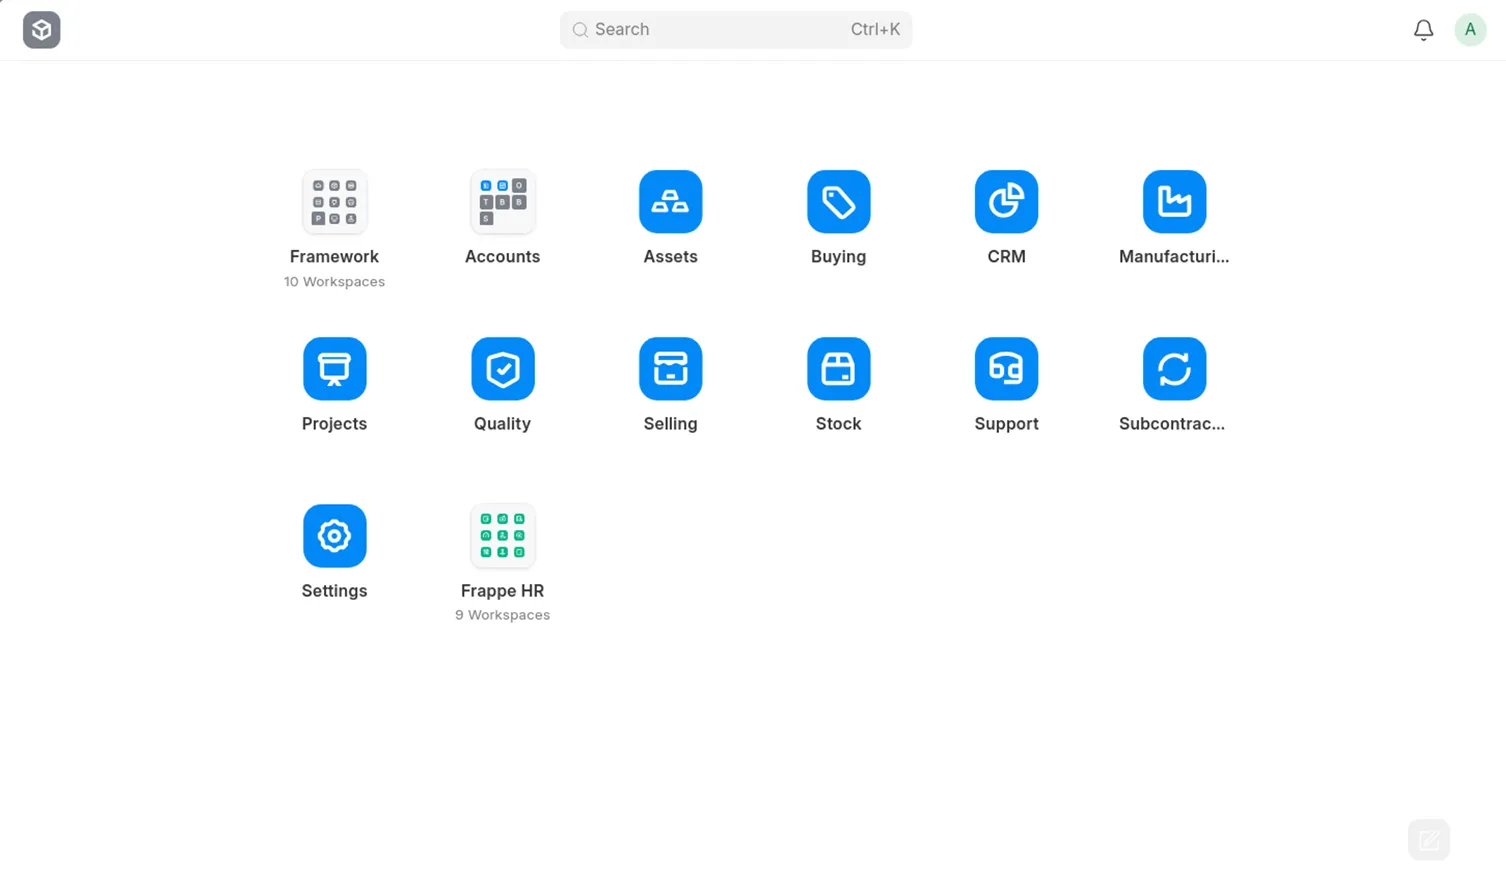 Search Ctrl+K
A
Framework
10 Workspaces
Accounts
Assets
Buying
CRM
Manufacturi...
Projects
Quality
Selling
Stock
Support
Subcontrac...
Settings
Frappe HR
9 Workspaces